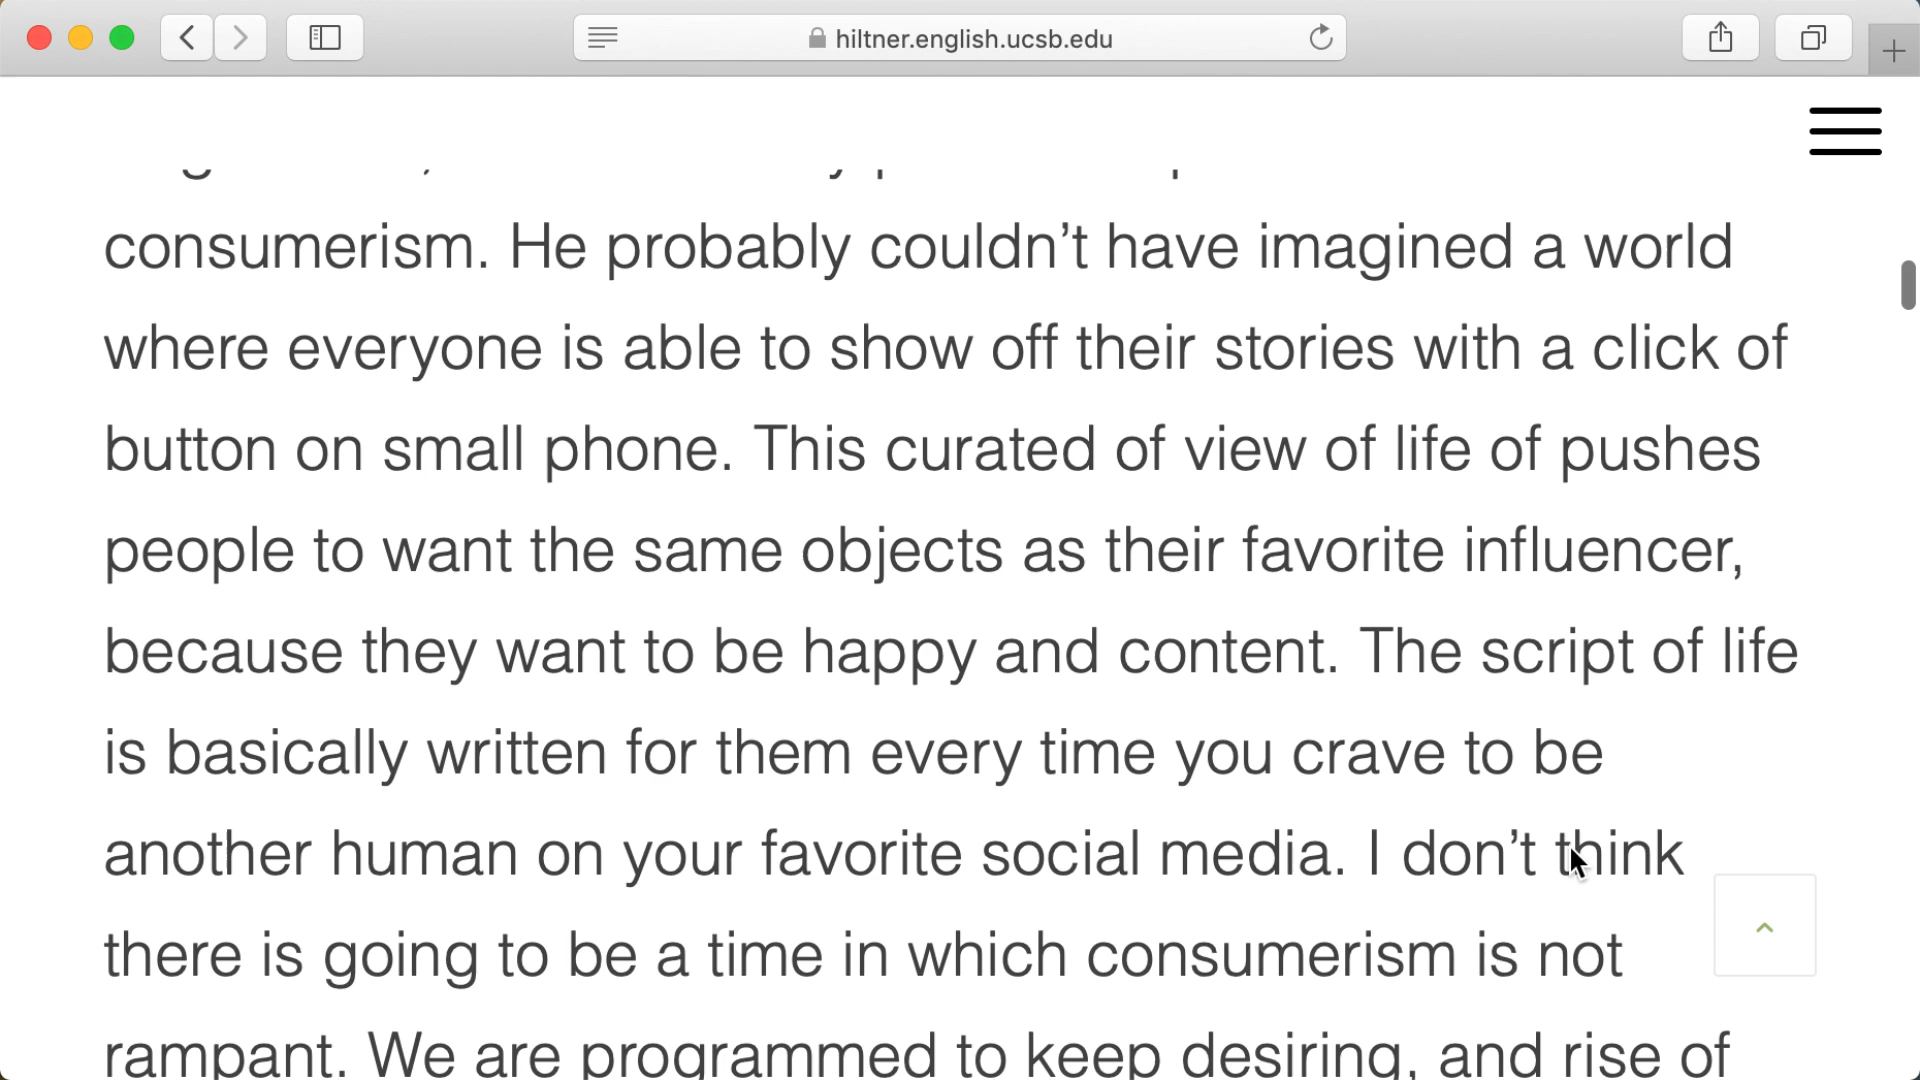 hiltner.english.ucsb.edu
consumerism. He probably couldn’t have imagined a world
where everyone is able to show off their stories with a click of
button on small phone. This curated of view of life of pushes
people to want the same objects as their favorite influencer,
because they want to be happy and content. The script of life
is basically written for them every time you crave to be
another human on your favorite social media. I don’t think
there is going to be a time in which consumerism is not
rampant. We are programmed to keep desiring, and rise of